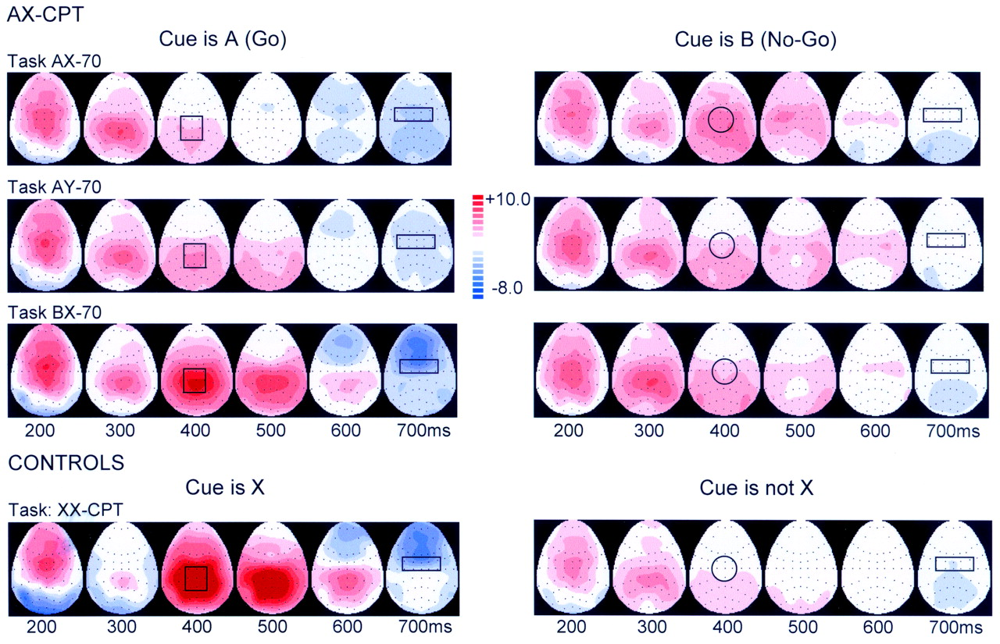 AX-CPT
Cue is A (Go)
Cue is B (No-Go)
Task AX-70
Task AY-70
+10.0
-8.0
Task BX-70
200 300 400 500 600 700ms
200 300 400 500 600 700ms
CONTROLS
Cue is X
Cue is not X
Task: XX-CPT
200 300 400 500 600 700ms
200 300 400 500 600 700ms